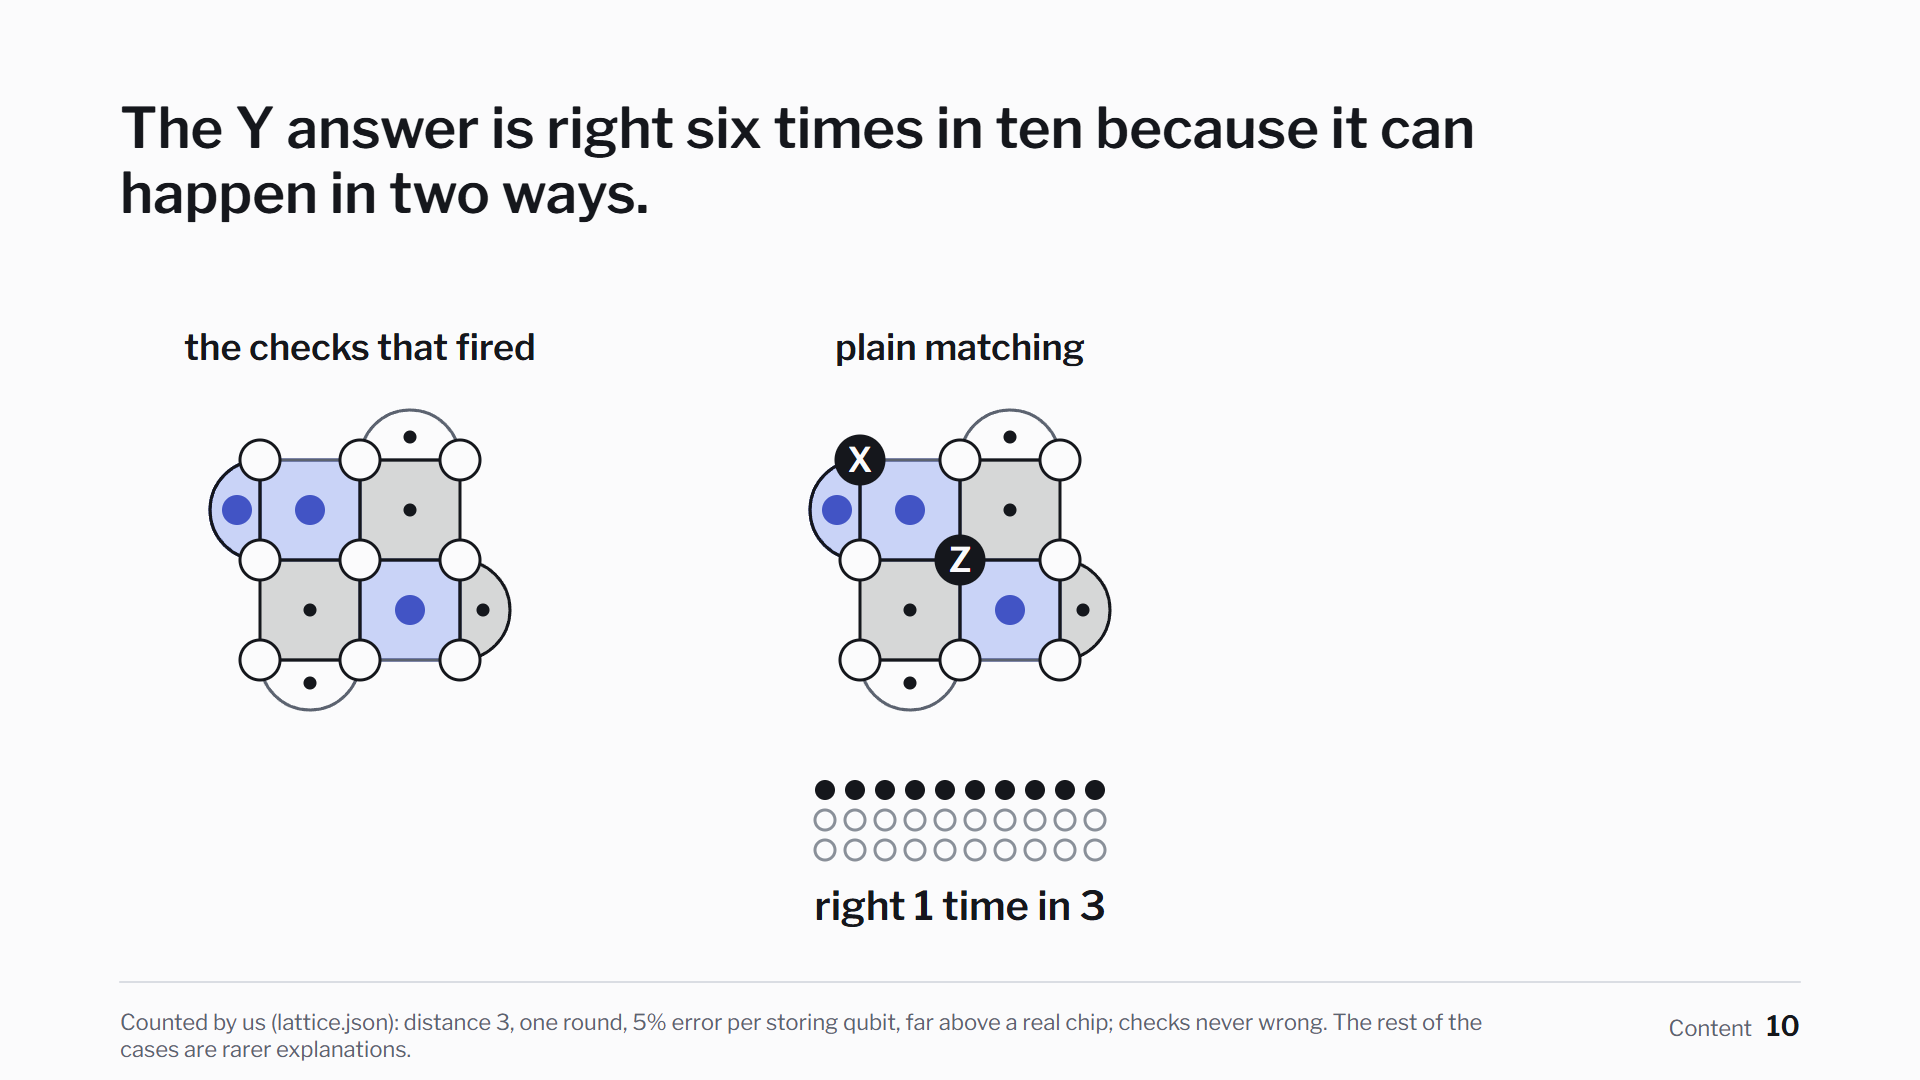 The Y answer is right six times in ten because it can
happen in two ways.
the checks that fired
plain matching
X
Z
right 1 time in 3
Counted by us (lattice.json): distance 3, one round, 5% error per storing qubit, far above a real chip; checks never wrong. The rest of the
cases are rarer explanations.
Content 10